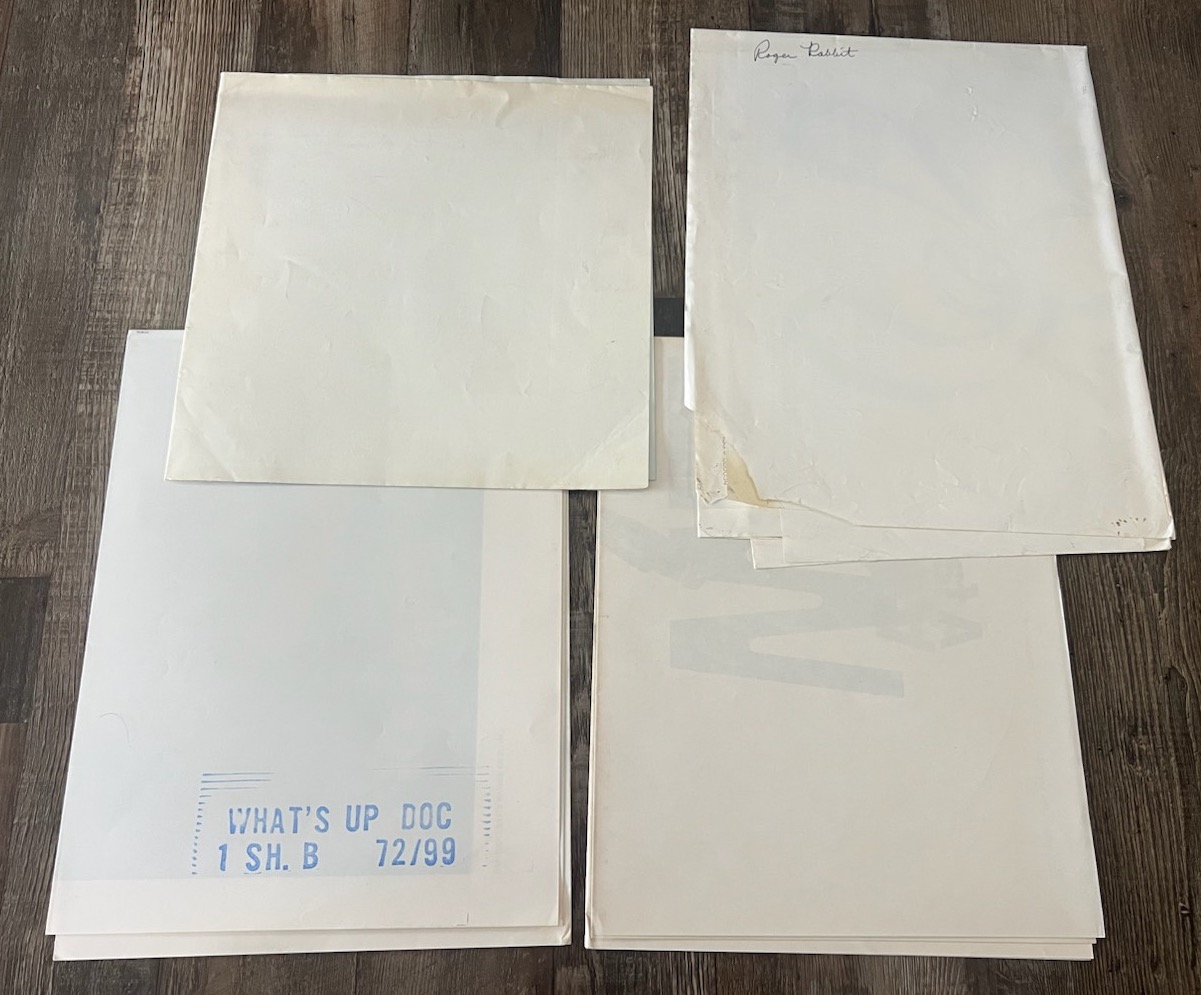 Roger Rabbit
WHAT'S UP DOC
1 SH. B 72/99